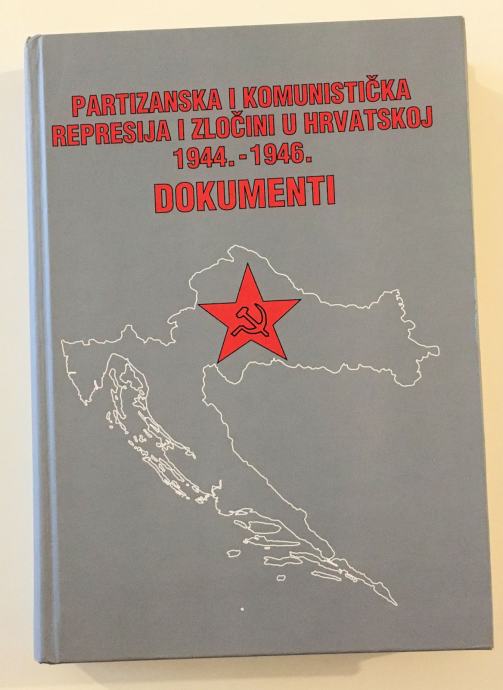 PARTIZANSKA I KOMUNISTIČKA
REPRESIJA I ZLOČINI U HRVATSKOJ
1944.-1946.
DOKUMENTI